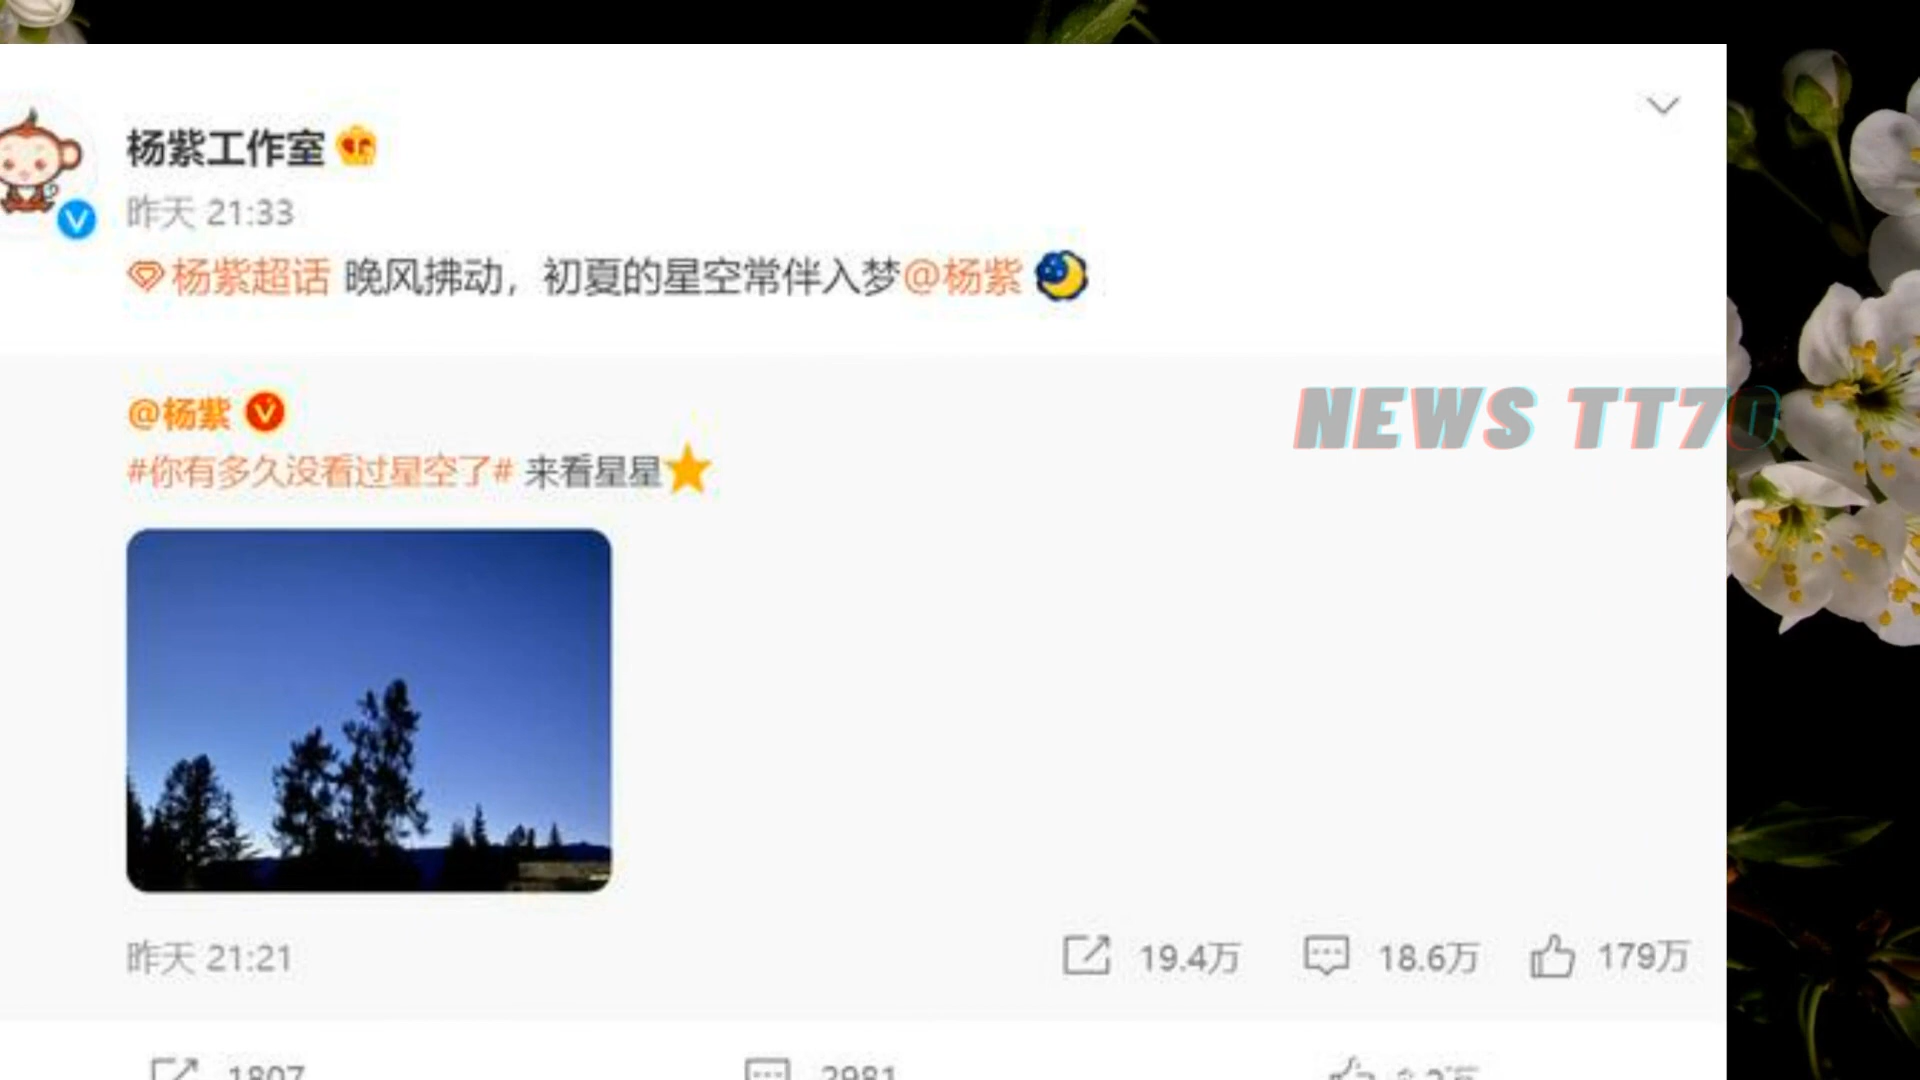 杨紫工作室
昨天 21:33
杨紫超话 晚风拂动，初夏的星空常伴入梦@杨紫
@杨紫
#你有多久没看过星空了# 来看星星
NEWS TT70
昨天 21:21
19.4万 18.6万 179万
1807 2981